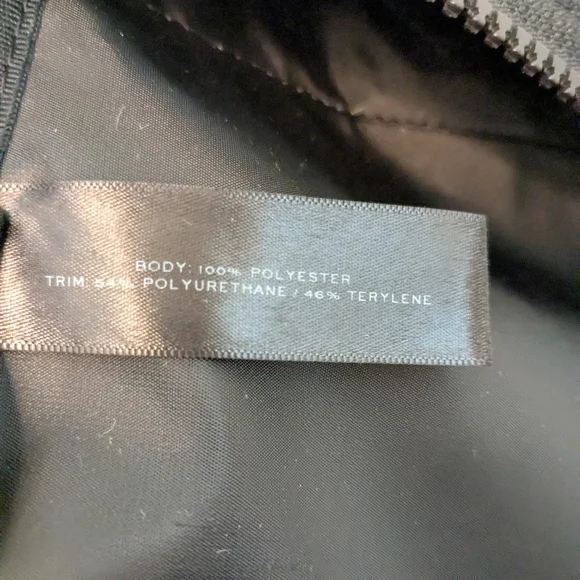 BODY: 100% POLYESTER
TRIM: 54% POLYURETHANE / 46% TERYLENE